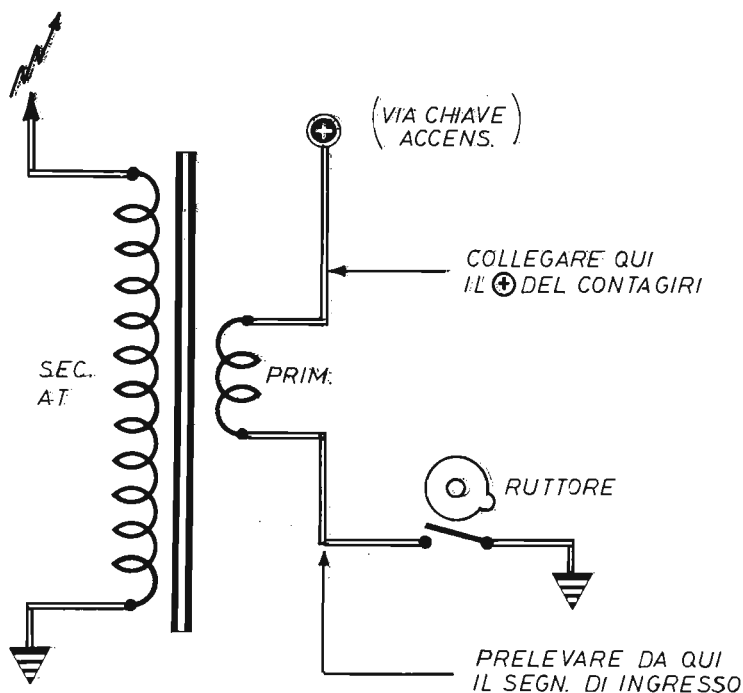 (VIA CHIAVE
ACCENS.)
COLLEGARE QUI
IL ⊕ DEL CONTAGIRI
SEC.
A.T.
PRIM.
RUTTORE
PRELEVARE DA QUI
IL SEGN. DI INGRESSO